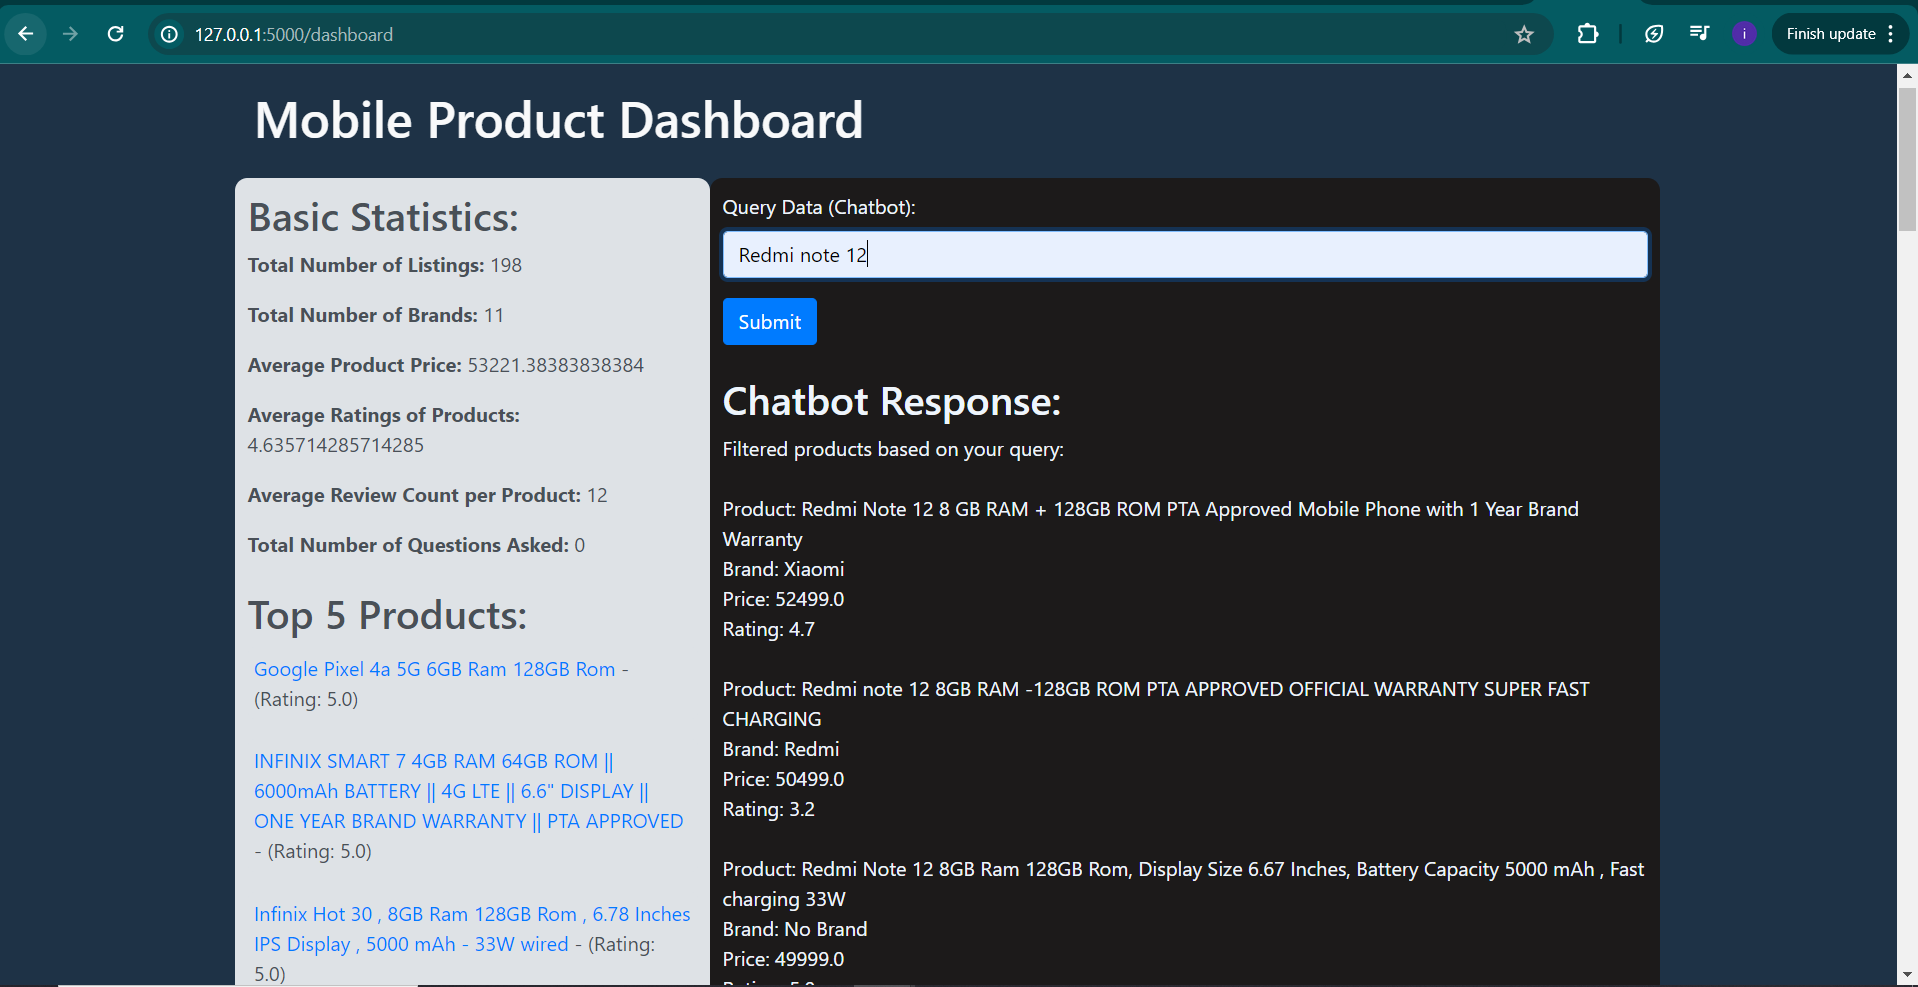 127.0.0.1:5000/dashboard
i
Finish update
Mobile Product Dashboard
Basic Statistics:
Total Number of Listings: 198
Total Number of Brands: 11
Average Product Price: 53221.38383838384
Average Ratings of Products:
4.635714285714285
Average Review Count per Product: 12
Total Number of Questions Asked: 0
Top 5 Products:
Google Pixel 4a 5G 6GB Ram 128GB Rom -
(Rating: 5.0)
INFINIX SMART 7 4GB RAM 64GB ROM ||
6000mAh BATTERY || 4G LTE || 6.6" DISPLAY ||
ONE YEAR BRAND WARRANTY || PTA APPROVED
- (Rating: 5.0)
Infinix Hot 30 , 8GB Ram 128GB Rom , 6.78 Inches
IPS Display , 5000 mAh - 33W wired - (Rating:
5.0)
Query Data (Chatbot):
Redmi note 12
Submit
Chatbot Response:
Filtered products based on your query:
Product: Redmi Note 12 8 GB RAM + 128GB ROM PTA Approved Mobile Phone with 1 Year Brand
Warranty
Brand: Xiaomi
Price: 52499.0
Rating: 4.7
Product: Redmi note 12 8GB RAM -128GB ROM PTA APPROVED OFFICIAL WARRANTY SUPER FAST
CHARGING
Brand: Redmi
Price: 50499.0
Rating: 3.2
Product: Redmi Note 12 8GB Ram 128GB Rom, Display Size 6.67 Inches, Battery Capacity 5000 mAh , Fast
charging 33W
Brand: No Brand
Price: 49999.0